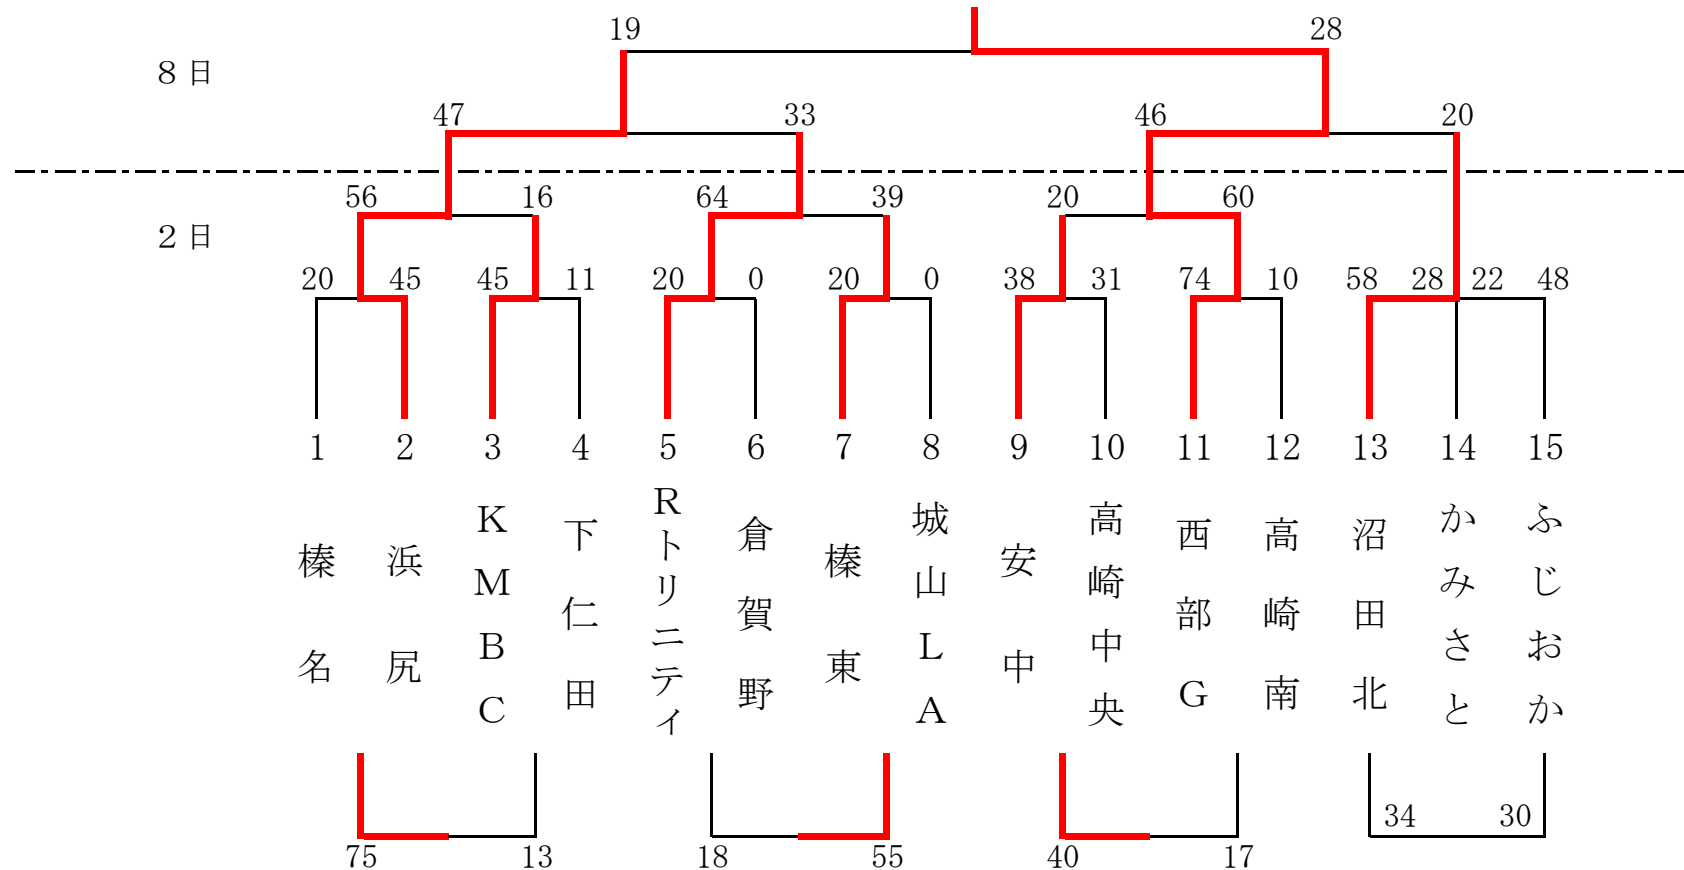 19 28
8日
47 33 46 20
56 16 64 39 20 60
2日
20 45 45 11 20 0 20 0 38 31 74 10 58 28 22 48
1 2 3 4 5 6 7 8 9 10 11 12 13 14 15
榛名
浜尻
KMBC
下仁田
Rトリニティ
倉賀野
榛東
城山LA
安中
高崎中央
西部G
高崎南
沼田北
かみさと
ふじおか
34 30
75 13 18 55 40 17